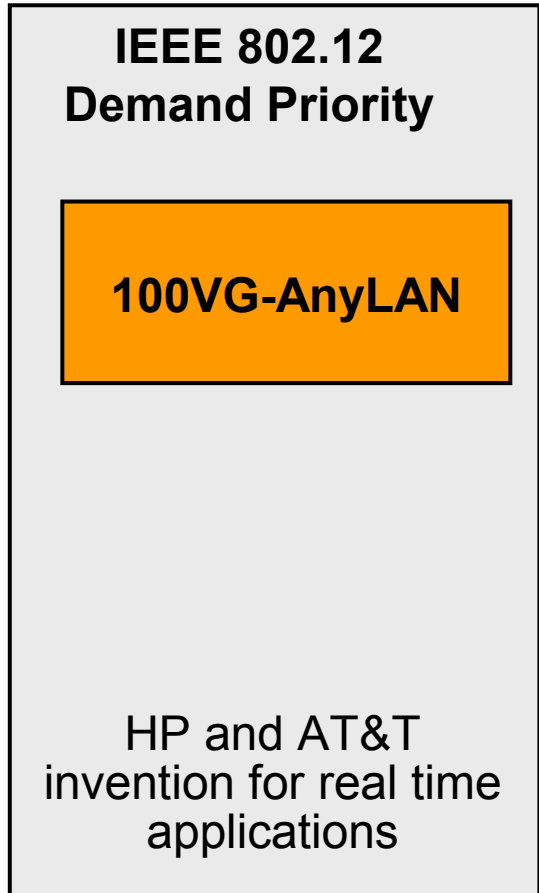 IEEE 802.12
Demand Priority
100VG-AnyLAN
HP and AT&T
invention for real time
applications